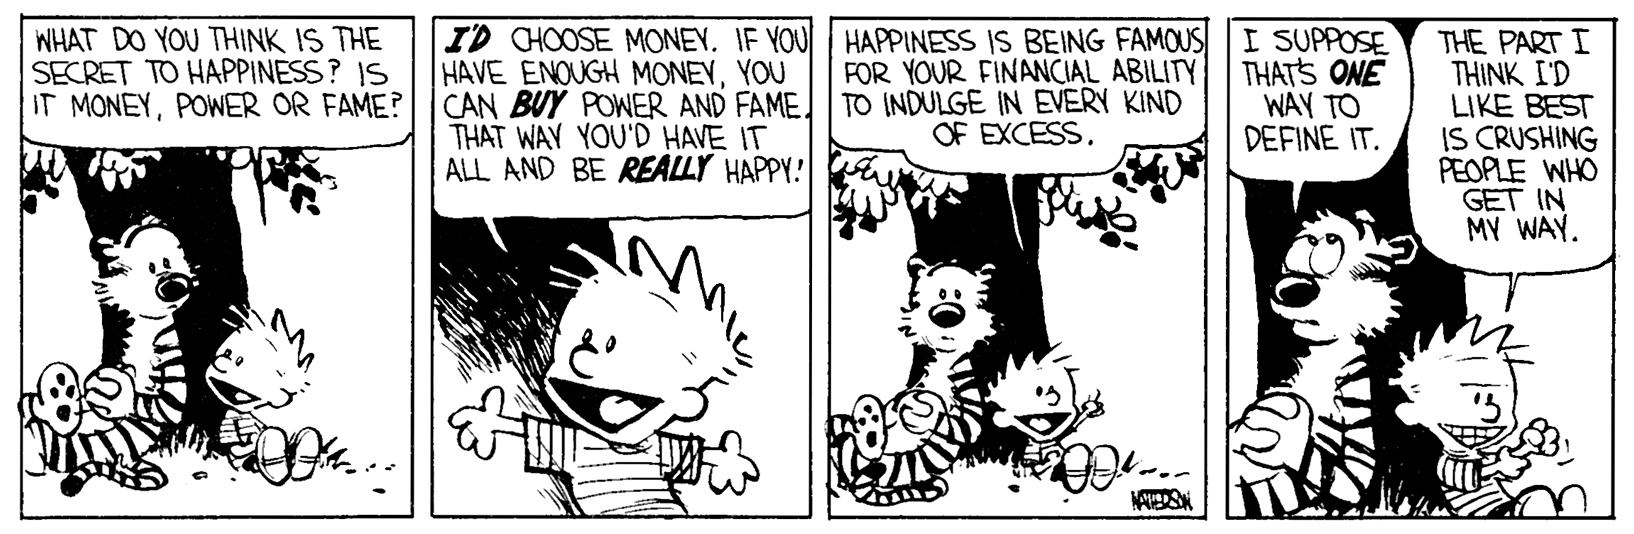 WHAT DO YOU THINK IS THE
SECRET TO HAPPINESS? IS
IT MONEY, POWER OR FAME?
I'D CHOOSE MONEY. IF YOU
HAVE ENOUGH MONEY, YOU
CAN BUY POWER AND FAME.
THAT WAY YOU'D HAVE IT
ALL AND BE REALLY HAPPY!
HAPPINESS IS BEING FAMOUS
FOR YOUR FINANCIAL ABILITY
TO INDULGE IN EVERY KIND
OF EXCESS.
WATTERSON
I SUPPOSE
THAT'S ONE
WAY TO
DEFINE IT.
THE PART I
THINK I'D
LIKE BEST
IS CRUSHING
PEOPLE WHO
GET IN
MY WAY.